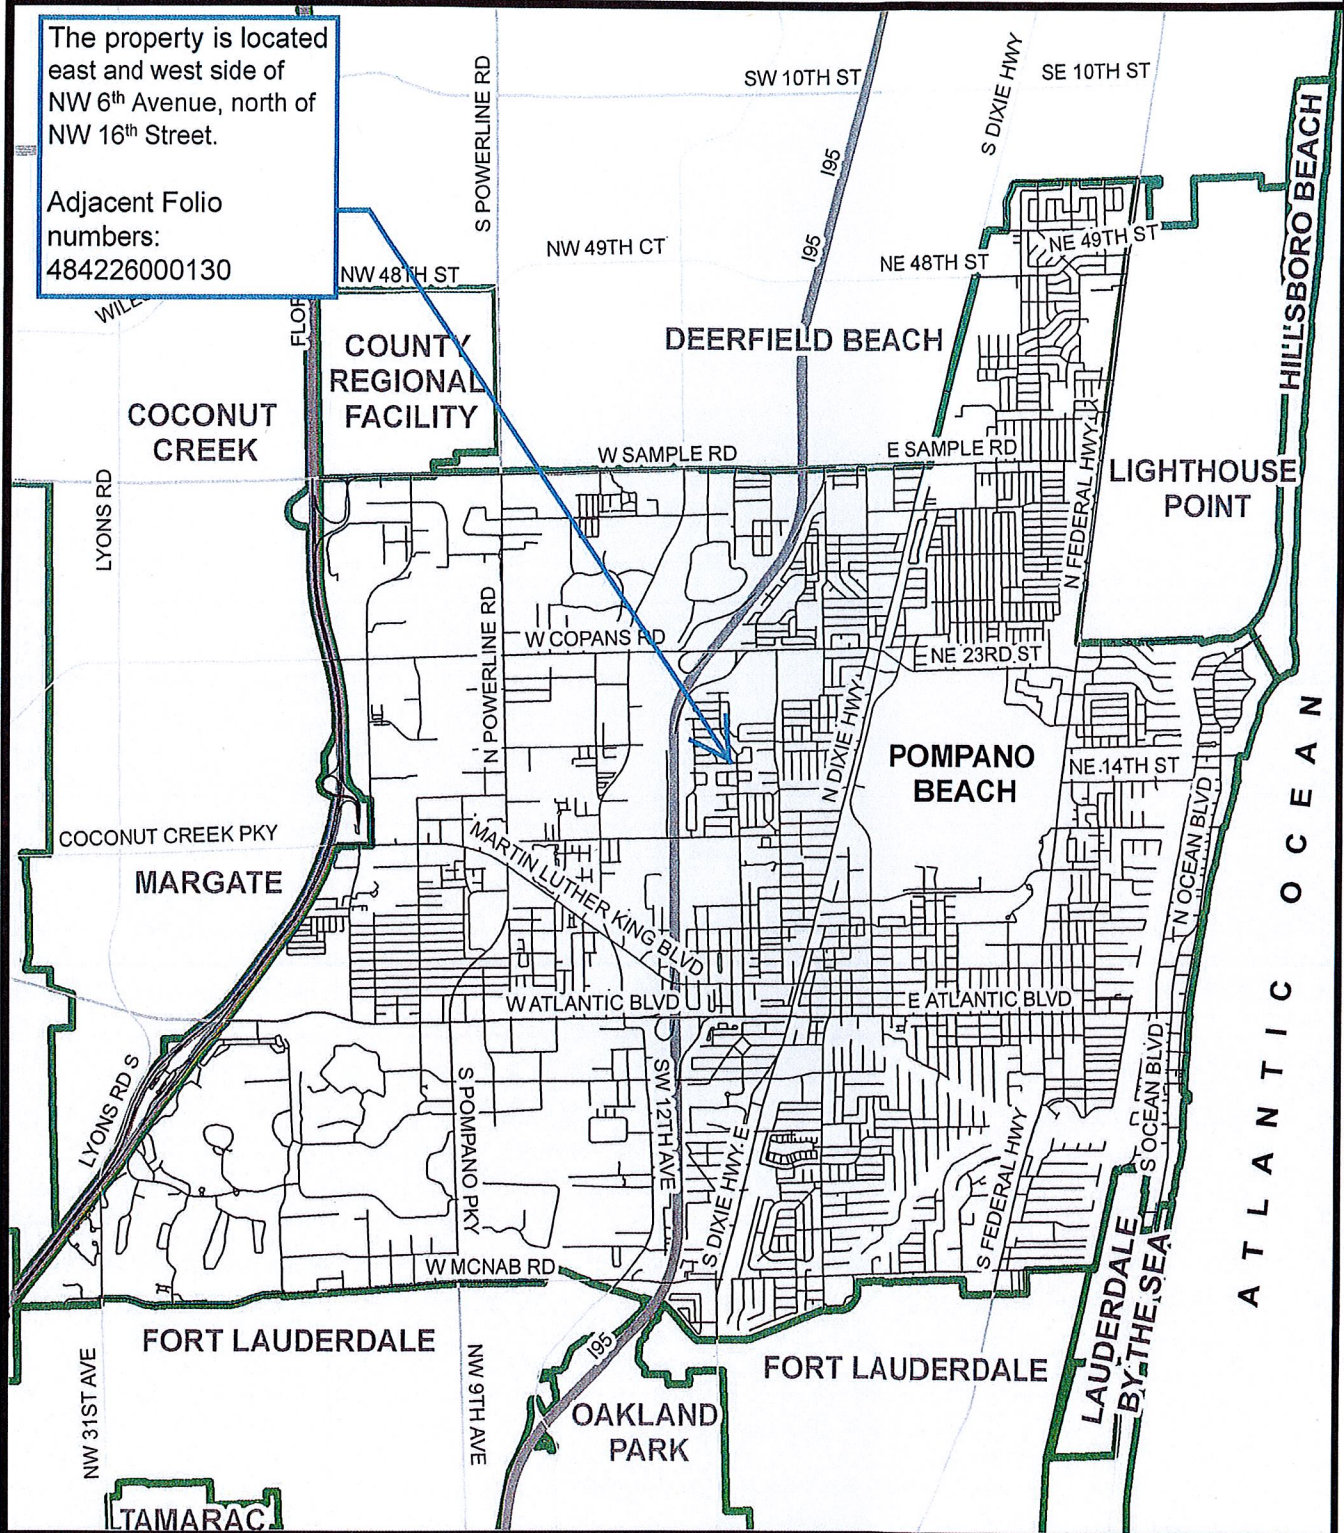 The property is located
east and west side of
NW 6th Avenue, north of
NW 16th Street.
Adjacent Folio
numbers:
484226000130
SW 10TH ST
SE 10TH ST
S DIXIE HWY
S POWERLINE RD
I95
I95
HILLSBORO BEACH
NW 49TH CT
NE 49TH ST
NE 48TH ST
NW 48TH ST
DEERFIELD BEACH
COUNTY
REGIONAL
FACILITY
COCONUT
CREEK
W SAMPLE RD
E SAMPLE RD
LIGHTHOUSE
POINT
LYONS RD
N FEDERAL HWY
N POWERLINE RD
W COPANS RD
NE 23RD ST
N DIXIE HWY
POMPANO
BEACH
NE 14TH ST
ATLANTIC OCEAN
N OCEAN BLVD
COCONUT CREEK PKY
MARTIN LUTHER KING BLVD
MARGATE
W ATLANTIC BLVD
E ATLANTIC BLVD
LYONS RD S
S POMPANO PKY
SW 12TH AVE
S DIXIE HWY E
S FEDERAL HWY
S OCEAN BLVD
W MCNAB RD
LAUDERDALE
BY THE SEA
FORT LAUDERDALE
I95
FORT LAUDERDALE
NW 31ST AVE
NW 9TH AVE
OAKLAND
PARK
TAMARAC